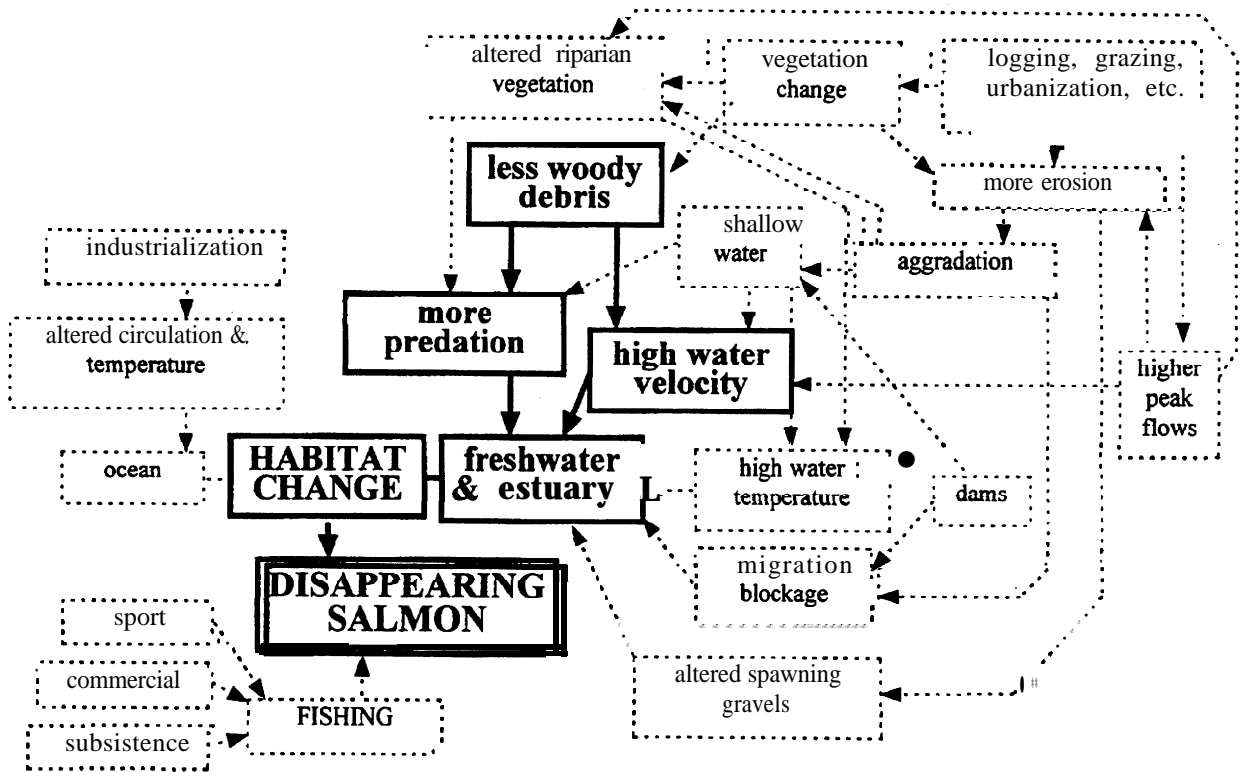 altered riparian
vegetation
vegetation
change
logging, grazing,
urbanization, etc.
less woody
debris
more erosion
industrialization
shallow
water
aggradation
altered circulation &
temperature
more
predation
high water
velocity
higher
peak
flows
ocean
HABITAT
CHANGE
freshwater
& estuary
L
high water
temperature
dams
migration
blockage
DISAPPEARING
SALMON
sport
commercial
subsistence
FISHING
altered spawning
gravels
#